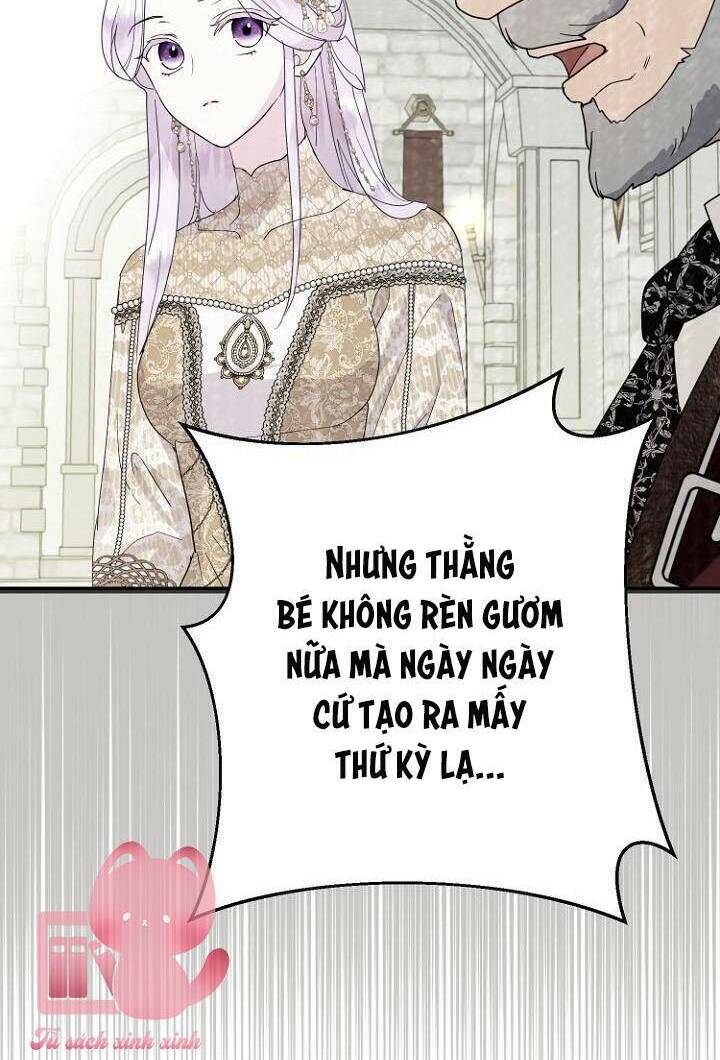 NHƯNG THẰNG
BÉ KHÔNG RÈN GƯƠM
NỮA MÀ NGÀY NGÀY
CỨ TẠO RA MẤY
THỨ KỲ LẠ...
Tủ sách xinh xinh